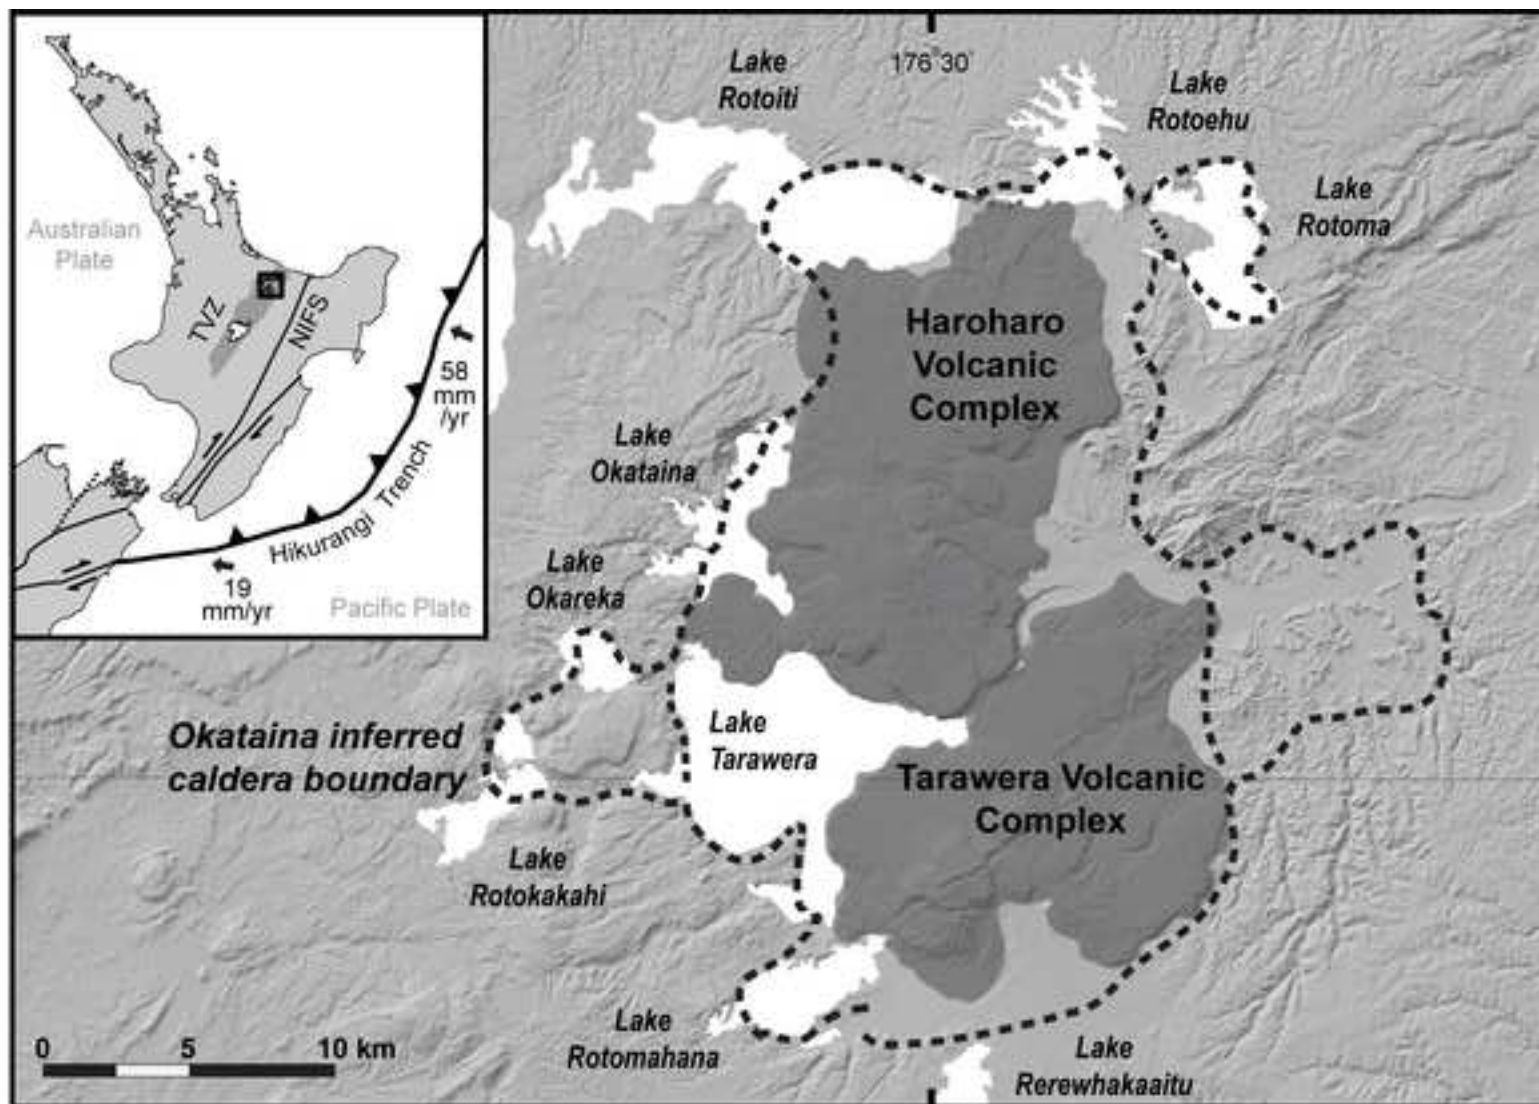 Australian
Plate
TVZ
NIFS
58
mm
/yr
Hikurangi Trench
19
mm/yr
Pacific Plate
176°30'
Lake
Rotoiti
Lake
Rotoehu
Lake
Rotoma
Haroharo
Volcanic
Complex
Lake
Okataina
Lake
Okareka
Okataina inferred
caldera boundary
Lake
Tarawera
Tarawera Volcanic
Complex
Lake
Rotokakahi
Lake
Rotomahana
Lake
Rerewhakaaitu
0 5 10 km